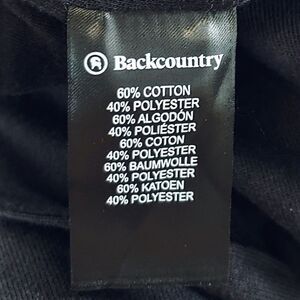 Backcountry
60% COTTON
40% POLYESTER
60% ALGODÓN
40% POLIÉSTER
60% COTON
40% POLYESTER
60% BAUMWOLLE
40% POLYESTER
60% KATOEN
40% POLYESTER